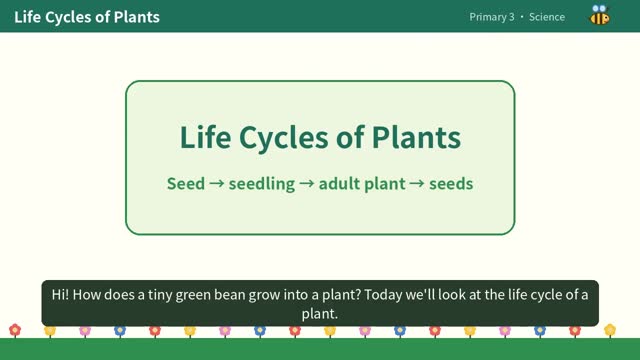 Life Cycles of Plants
Primary 3 • Science
Life Cycles of Plants
Seed → seedling → adult plant → seeds
Hi! How does a tiny green bean grow into a plant? Today we'll look at the life cycle of a
plant.